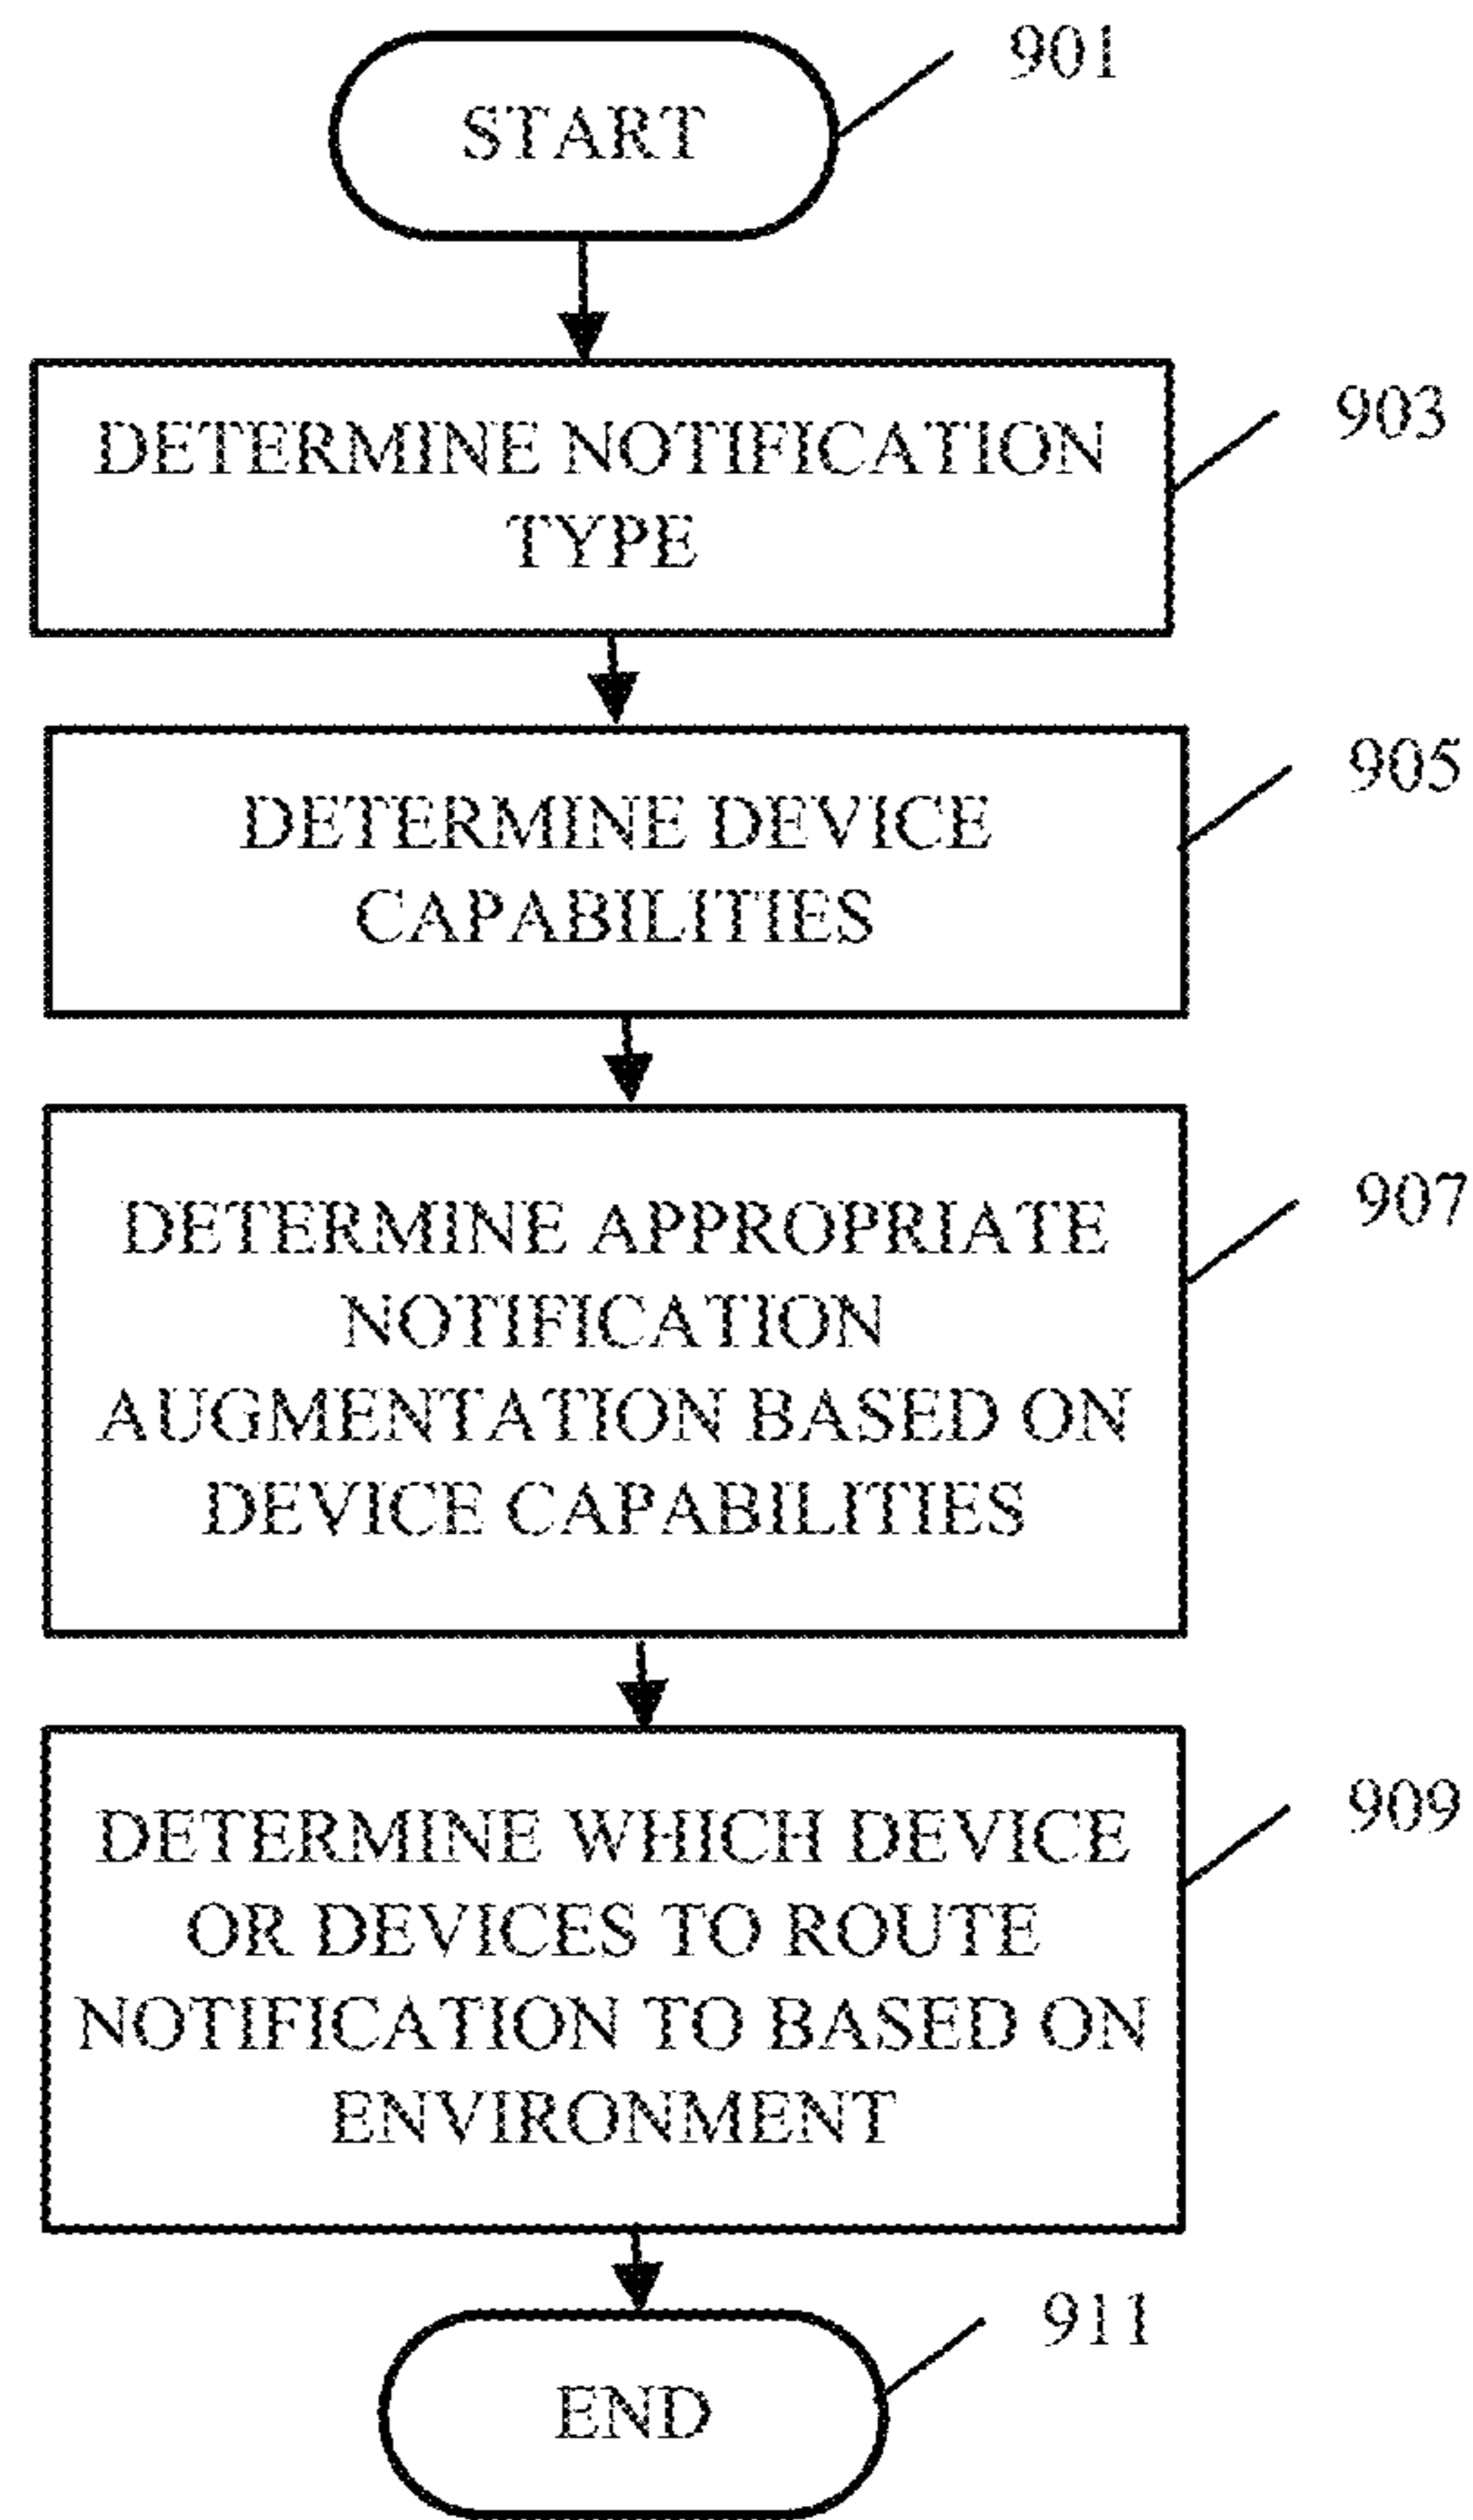 START
901
DETERMINE NOTIFICATION
TYPE
903
DETERMINE DEVICE
CAPABILITIES
905
DETERMINE APPROPRIATE
NOTIFICATION
AUGMENTATION BASED ON
DEVICE CAPABILITIES
907
DETERMINE WHICH DEVICE
OR DEVICES TO ROUTE
NOTIFICATION TO BASED ON
ENVIRONMENT
909
END
911